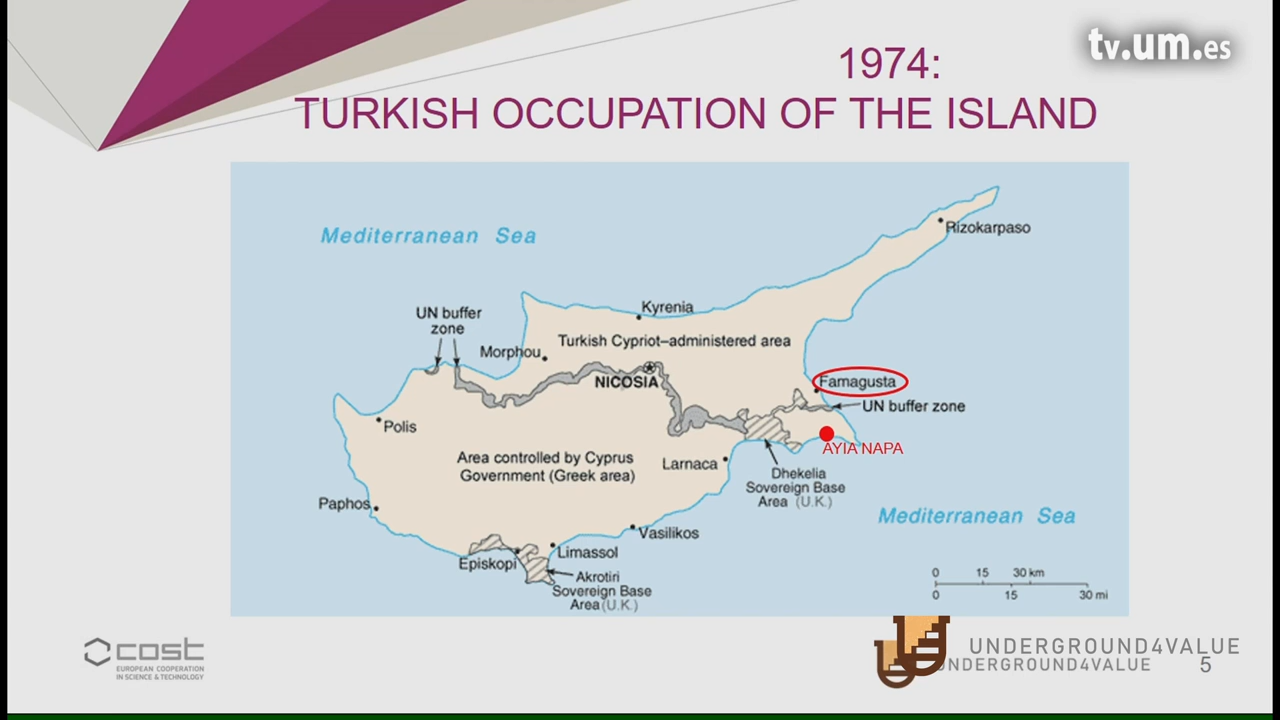 tv.um.es
1974:
TURKISH OCCUPATION OF THE ISLAND
Mediterranean Sea
Rizokarpaso
UN buffer
zone
Kyrenia
Morphou
Turkish Cypriot–administered area
NICOSIA
Famagusta
UN buffer zone
Polis
AYIA NAPA
Area controlled by Cyprus
Government (Greek area)
Larnaca
Dhekelia
Sovereign Base
Area (U.K.)
Paphos
Mediterranean Sea
Vasilikos
Limassol
Episkopi
Akrotiri
Sovereign Base
Area (U.K.)
0 15 30 km
0 15 30 mi
cost
EUROPEAN COOPERATION
IN SCIENCE & TECHNOLOGY
UNDERGROUND4VALUE
UNDERGROUND4VALUE 5